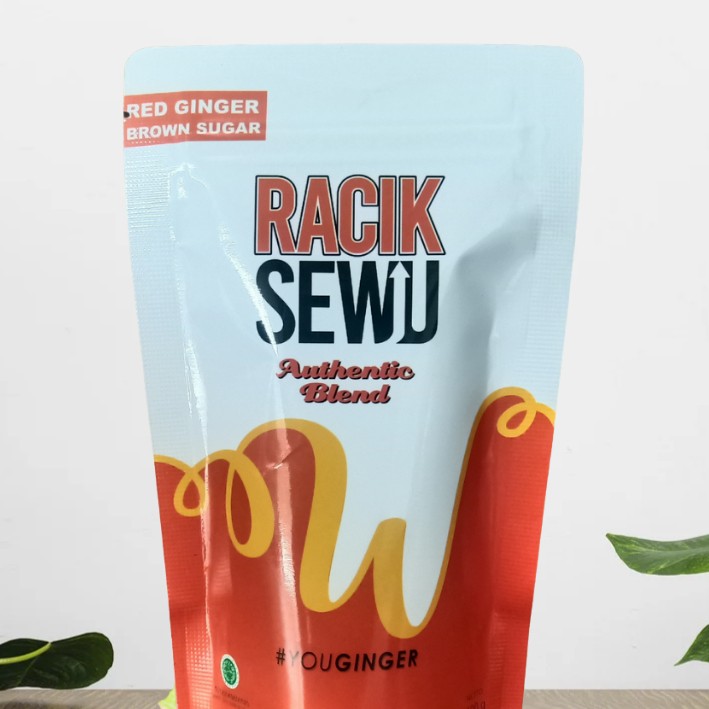 RED GINGER
BROWN SUGAR
RACIK
SEWU
Authentic
Blend
#YOUGINGER